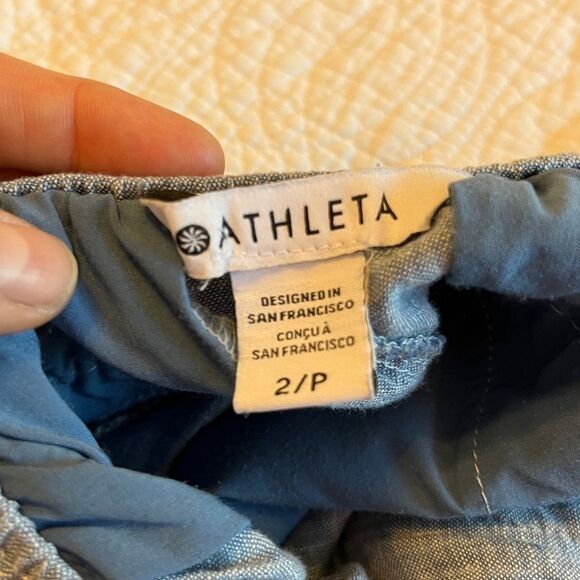 ATHLETA
DESIGNED IN
SAN FRANCISCO
CONÇU À
SAN FRANCISCO
2/P